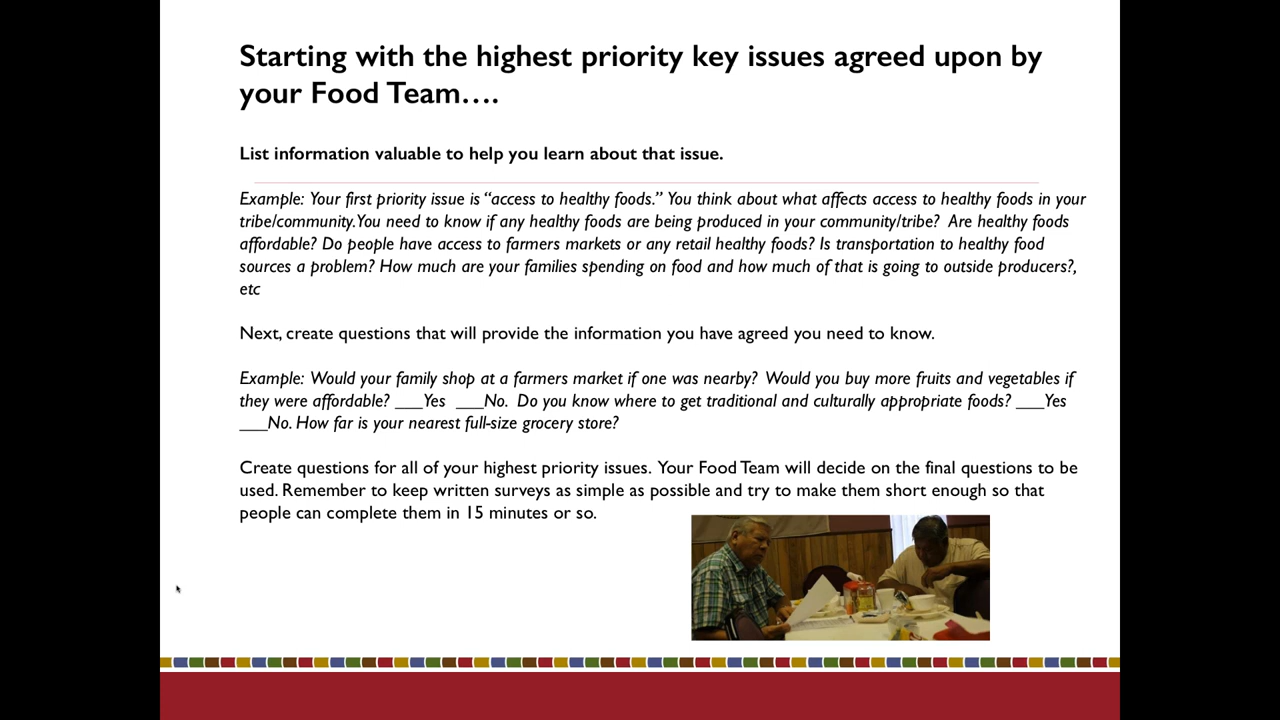 Starting with the highest priority key issues agreed upon by
your Food Team….
List information valuable to help you learn about that issue.
Example: Your first priority issue is “access to healthy foods.” You think about what affects access to healthy foods in your
tribe/community. You need to know if any healthy foods are being produced in your community/tribe?  Are healthy foods
affordable? Do people have access to farmers markets or any retail healthy foods? Is transportation to healthy food
sources a problem? How much are your families spending on food and how much of that is going to outside producers?,
etc
Next, create questions that will provide the information you have agreed you need to know.
Example: Would your family shop at a farmers market if one was nearby?  Would you buy more fruits and vegetables if
they were affordable? ___Yes  ___No.  Do you know where to get traditional and culturally appropriate foods? ___Yes
___No. How far is your nearest full-size grocery store?
Create questions for all of your highest priority issues.  Your Food Team will decide on the final questions to be
used. Remember to keep written surveys as simple as possible and try to make them short enough so that
people can complete them in 15 minutes or so.